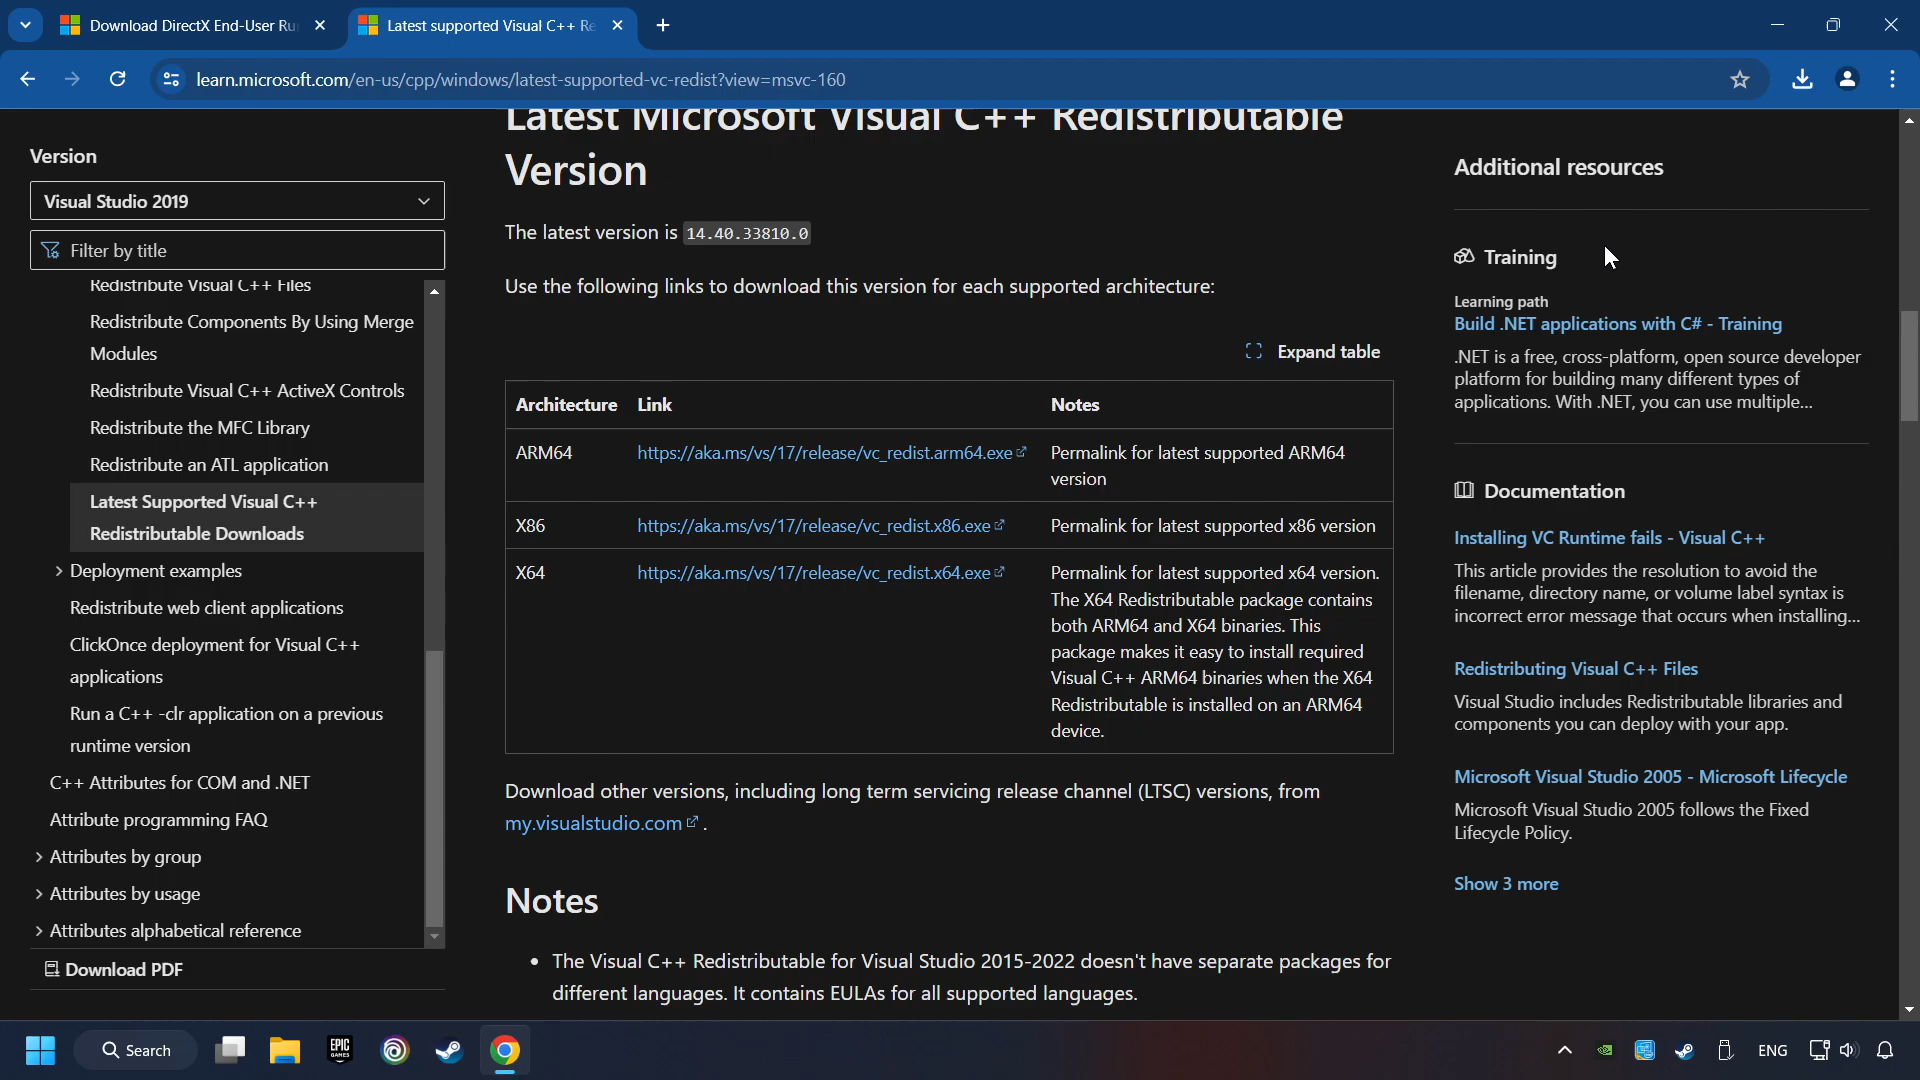 Download DirectX End-User Ru
Latest supported Visual C++ Re
learn.microsoft.com/en-us/cpp/windows/latest-supported-vc-redist?view=msvc-160
Version
Visual Studio 2019
Filter by title
Redistribute Visual C++ Files
Redistribute Components By Using Merge
Modules
Redistribute Visual C++ ActiveX Controls
Redistribute the MFC Library
Redistribute an ATL application
Latest Supported Visual C++
Redistributable Downloads
Deployment examples
Redistribute web client applications
ClickOnce deployment for Visual C++
applications
Run a C++ -clr application on a previous
runtime version
C++ Attributes for COM and .NET
Attribute programming FAQ
Attributes by group
Attributes by usage
Attributes alphabetical reference
Download PDF
Latest Microsoft Visual C++ Redistributable
Version
The latest version is 14.40.33810.0
Use the following links to download this version for each supported architecture:
Expand table
Architecture Link Notes
ARM64 https://aka.ms/vs/17/release/vc_redist.arm64.exe Permalink for latest supported ARM64
version
X86 https://aka.ms/vs/17/release/vc_redist.x86.exe Permalink for latest supported x86 version
X64 https://aka.ms/vs/17/release/vc_redist.x64.exe Permalink for latest supported x64 version.
The X64 Redistributable package contains
both ARM64 and X64 binaries. This
package makes it easy to install required
Visual C++ ARM64 binaries when the X64
Redistributable is installed on an ARM64
device.
Download other versions, including long term servicing release channel (LTSC) versions, from
my.visualstudio.com .
Notes
• The Visual C++ Redistributable for Visual Studio 2015-2022 doesn't have separate packages for
different languages. It contains EULAs for all supported languages.
Additional resources
Training
Learning path
Build .NET applications with C# - Training
.NET is a free, cross-platform, open source developer
platform for building many different types of
applications. With .NET, you can use multiple...
Documentation
Installing VC Runtime fails - Visual C++
This article provides the resolution to avoid the
filename, directory name, or volume label syntax is
incorrect error message that occurs when installing...
Redistributing Visual C++ Files
Visual Studio includes Redistributable libraries and
components you can deploy with your app.
Microsoft Visual Studio 2005 - Microsoft Lifecycle
Microsoft Visual Studio 2005 follows the Fixed
Lifecycle Policy.
Show 3 more
Search
EPIC
GAMES
ENG